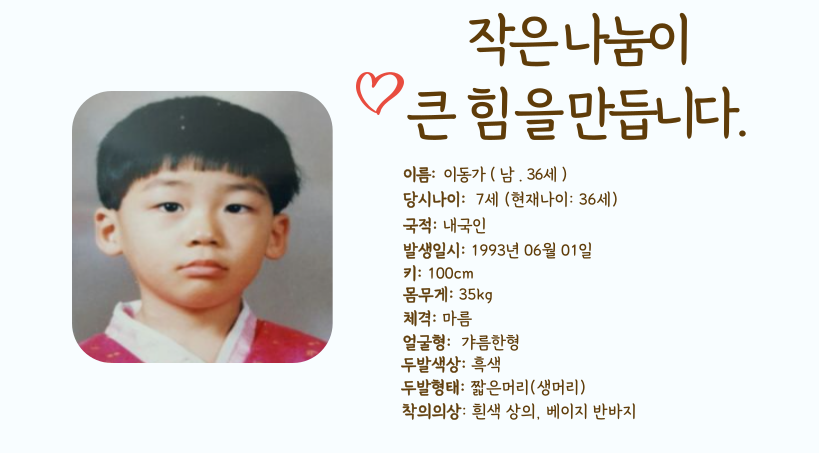 작은 나눔이
큰 힘을 만듭니다.
이름: 이동가 ( 남 . 36세 )
당시나이: 7세 (현재나이: 36세)
국적: 내국인
발생일시: 1993년 06월 01일
키: 100cm
몸무게: 35kg
체격: 마름
얼굴형: 갸름한형
두발색상: 흑색
두발형태: 짧은머리(생머리)
착의의상: 흰색 상의, 베이지 반바지